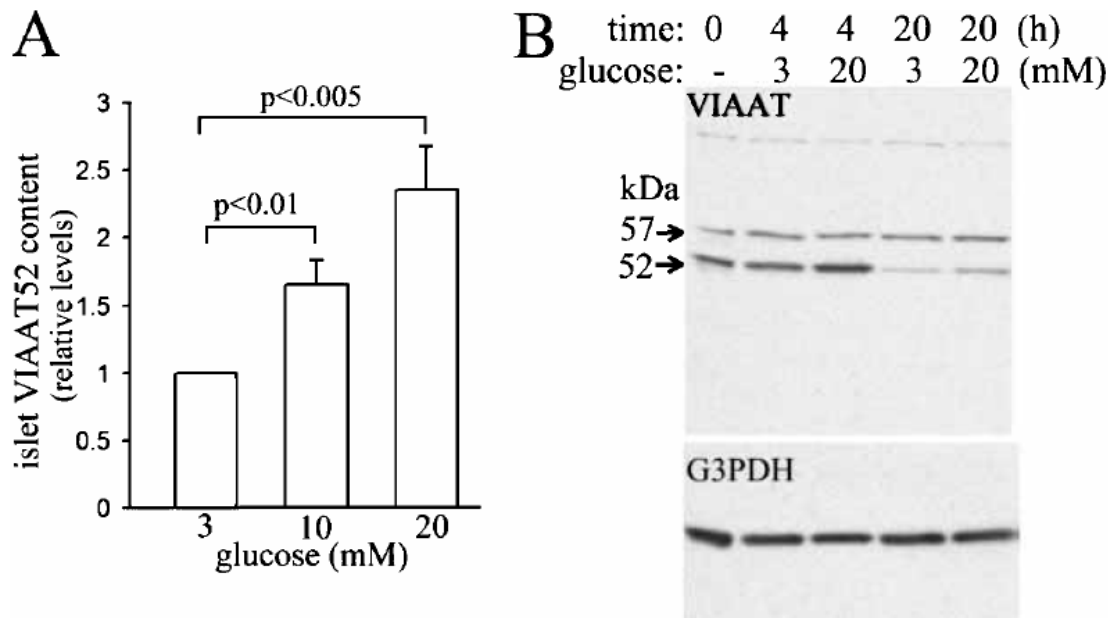 A
islet VIAAT52 content
(relative levels)
3
2.5
2
1.5
1
0.5
0
p<0.005
p<0.01
3 10 20
glucose (mM)
B
time: 0 4 4 20 20 (h)
glucose: - 3 20 3 20 (mM)
VIAAT
kDa
57
52
G3PDH